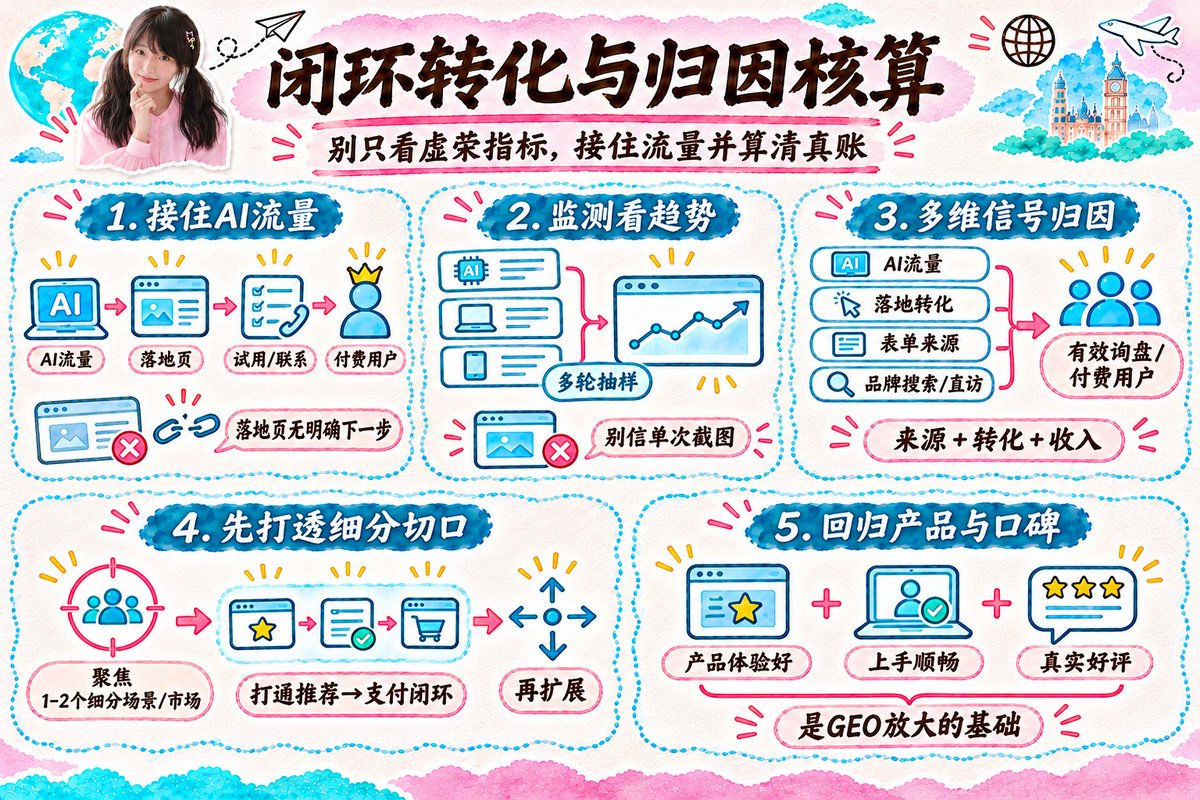 闭环转化与归因核算
别只看虚荣指标，接住流量并算清真账
1. 接住AI流量
AI
AI流量
落地页
试用/联系
付费用户
落地页无明确下一步
2. 监测看趋势
AI
多轮抽样
别信单次截图
3. 多维信号归因
AI
AI流量
落地转化
表单来源
品牌搜索/直访
有效询盘/
付费用户
来源+转化+收入
4. 先打透细分切口
聚焦
1-2个细分场景/市场
打通推荐→支付闭环
再扩展
5. 回归产品与口碑
产品体验好
上手顺畅
真实好评
是GEO放大的基础